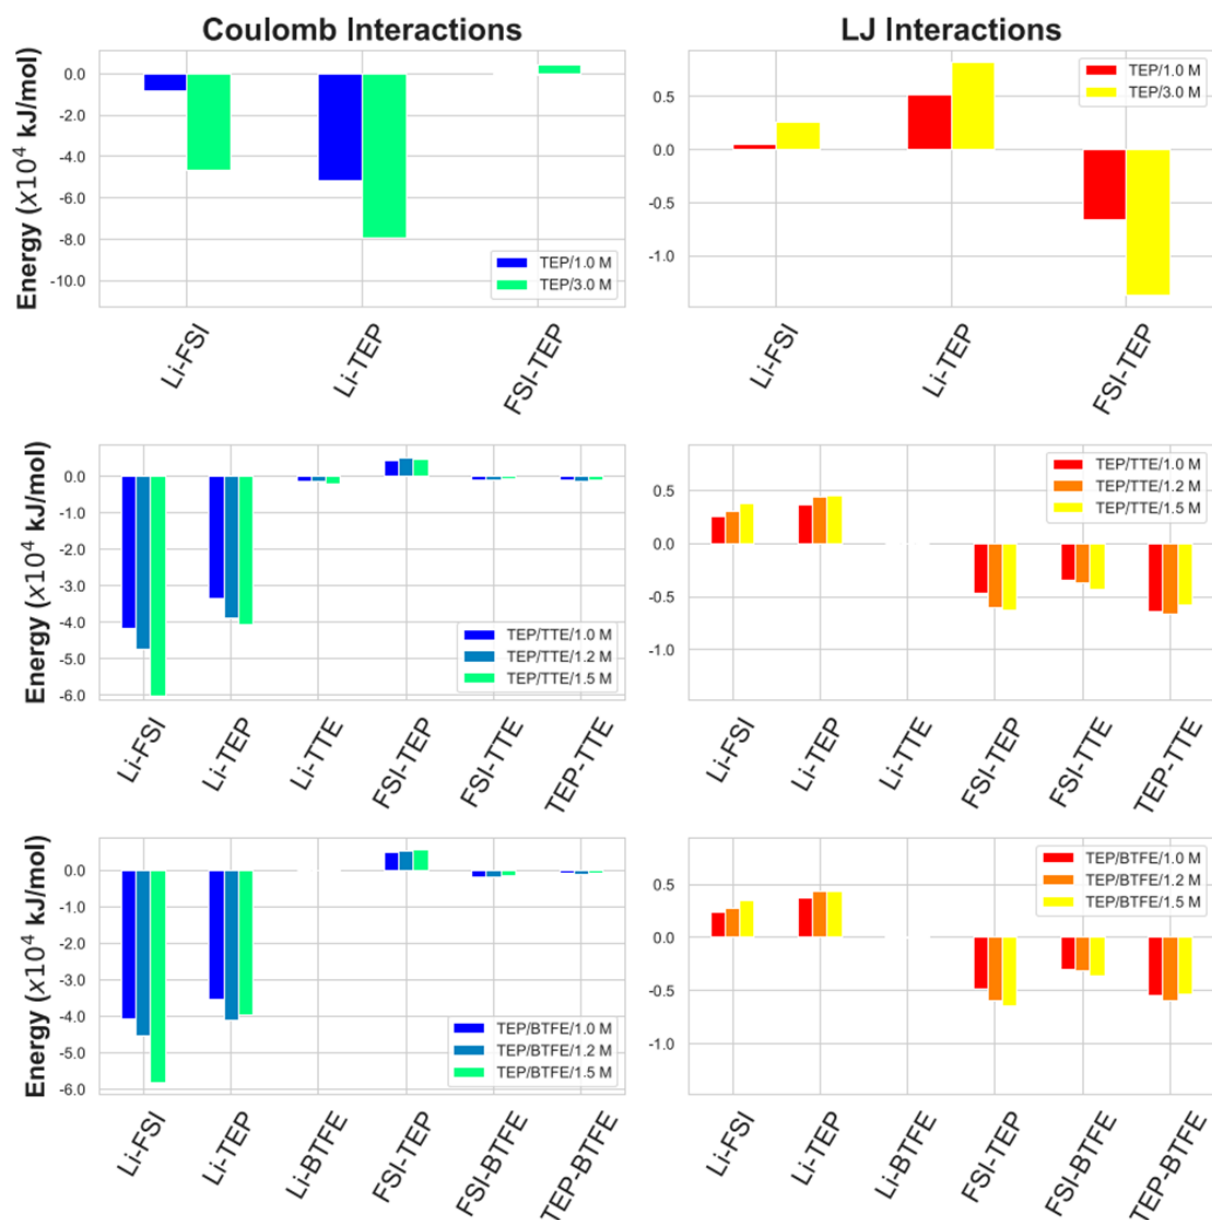 Coulomb Interactions
LJ Interactions
Energy (x10⁴ kJ/mol)
0.0
-2.0
-4.0
-6.0
-8.0
-10.0
TEP/1.0 M
TEP/3.0 M
Li-FSI
Li-TEP
FSI-TEP
0.5
0.0
-0.5
-1.0
TEP/1.0 M
TEP/3.0 M
Li-FSI
Li-TEP
FSI-TEP
Energy (x10⁴ kJ/mol)
0.0
-1.0
-2.0
-3.0
-4.0
-5.0
-6.0
TEP/TTE/1.0 M
TEP/TTE/1.2 M
TEP/TTE/1.5 M
Li-FSI
Li-TEP
Li-TTE
FSI-TEP
FSI-TTE
TEP-TTE
0.5
0.0
-0.5
-1.0
TEP/TTE/1.0 M
TEP/TTE/1.2 M
TEP/TTE/1.5 M
Li-FSI
Li-TEP
Li-TTE
FSI-TEP
FSI-TTE
TEP-TTE
Energy (x10⁴ kJ/mol)
0.0
-1.0
-2.0
-3.0
-4.0
-5.0
-6.0
TEP/BTFE/1.0 M
TEP/BTFE/1.2 M
TEP/BTFE/1.5 M
Li-FSI
Li-TEP
Li-BTFE
FSI-TEP
FSI-BTFE
TEP-BTFE
0.5
0.0
-0.5
-1.0
TEP/BTFE/1.0 M
TEP/BTFE/1.2 M
TEP/BTFE/1.5 M
Li-FSI
Li-TEP
Li-BTFE
FSI-TEP
FSI-BTFE
TEP-BTFE